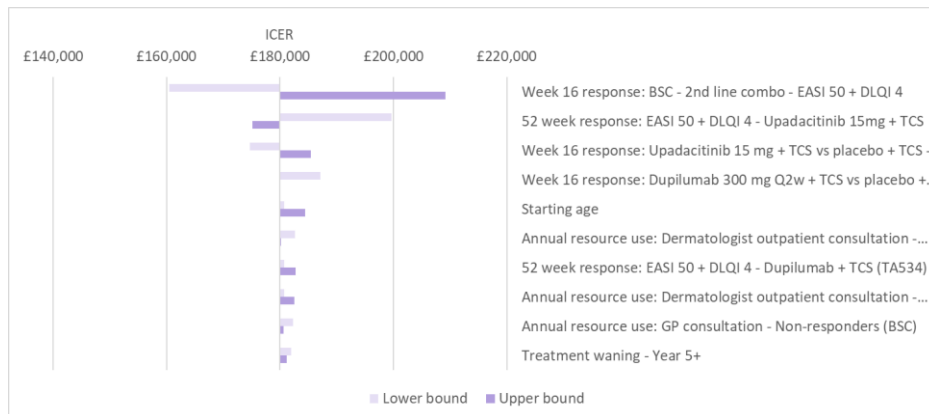 ICER
£140,000 £160,000 £180,000 £200,000 £220,000
Week 16 response: BSC - 2nd line combo - EASI 50 + DLQI 4
52 week response: EASI 50 + DLQI 4 - Upadacitinib 15mg + TCS
Week 16 response: Upadacitinib 15 mg + TCS vs placebo + TCS -
Week 16 response: Dupilumab 300 mg Q2w + TCS vs placebo +..
Starting age
Annual resource use: Dermatologist outpatient consultation -...
52 week response: EASI 50 + DLQI 4 - Dupilumab + TCS (TA534)
Annual resource use: Dermatologist outpatient consultation -...
Annual resource use: GP consultation - Non-responders (BSC)
Treatment waning - Year 5+
Lower bound Upper bound